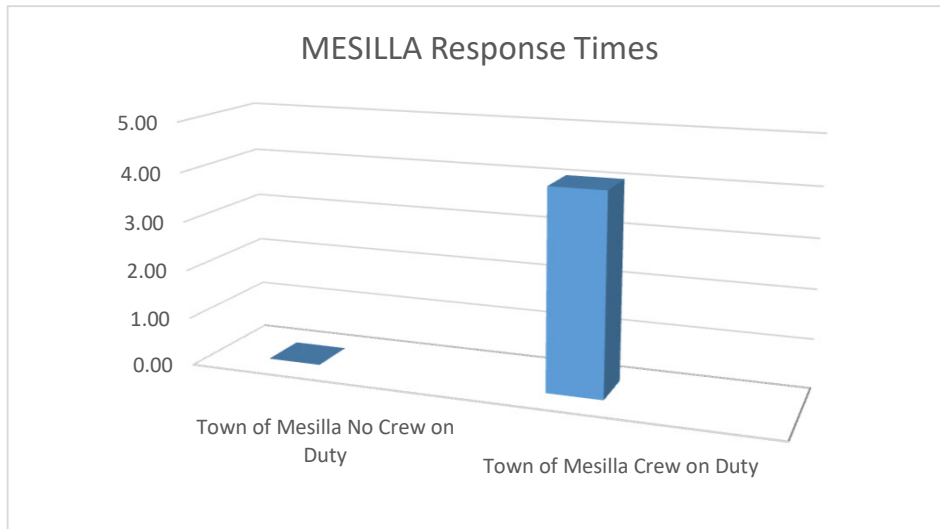 MESILLA Response Times
5.00
4.00
3.00
2.00
1.00
0.00
Town of Mesilla No Crew on
Duty
Town of Mesilla Crew on Duty